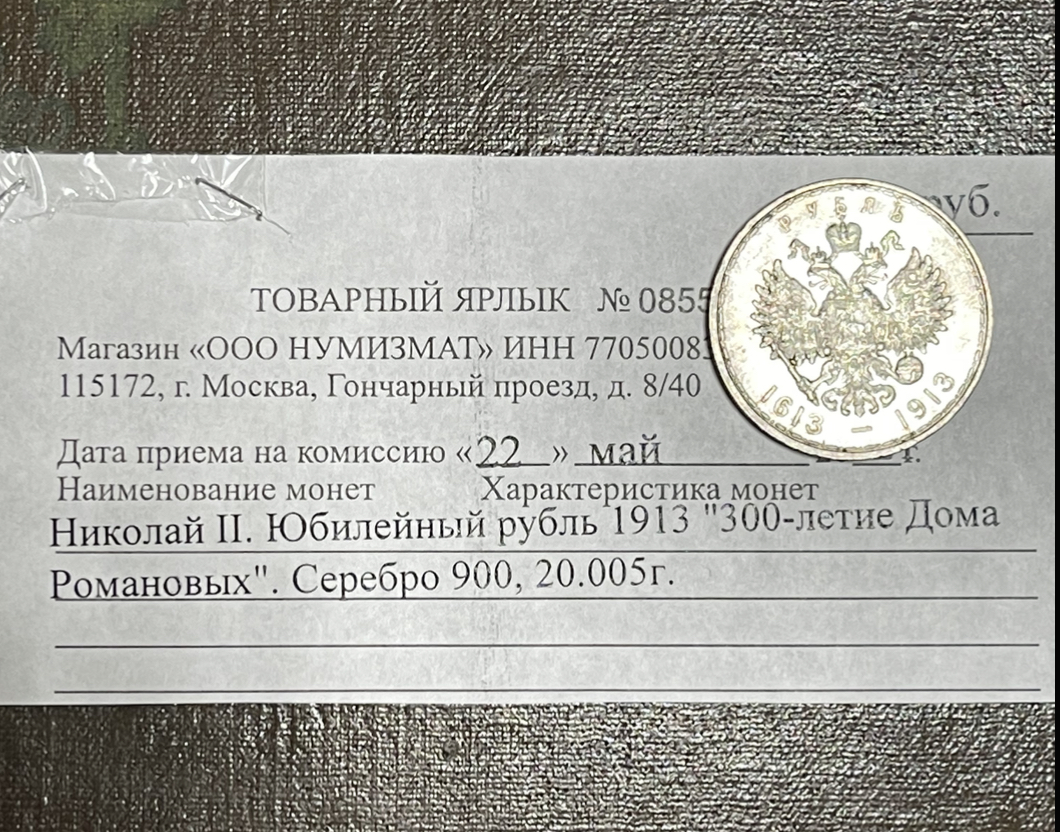 руб.
ТОВАРНЫЙ ЯРЛЫК № 0855
Магазин «ООО НУМИЗМАТ» ИНН 7705008
115172, г. Москва, Гончарный проезд, д. 8/40
Дата приема на комиссию «22» май г.
Наименование монет Характеристика монет
Николай II. Юбилейный рубль 1913 "300-летие Дома
Романовых". Серебро 900, 20.005г.
РУБЛЬ
1613 – 1913